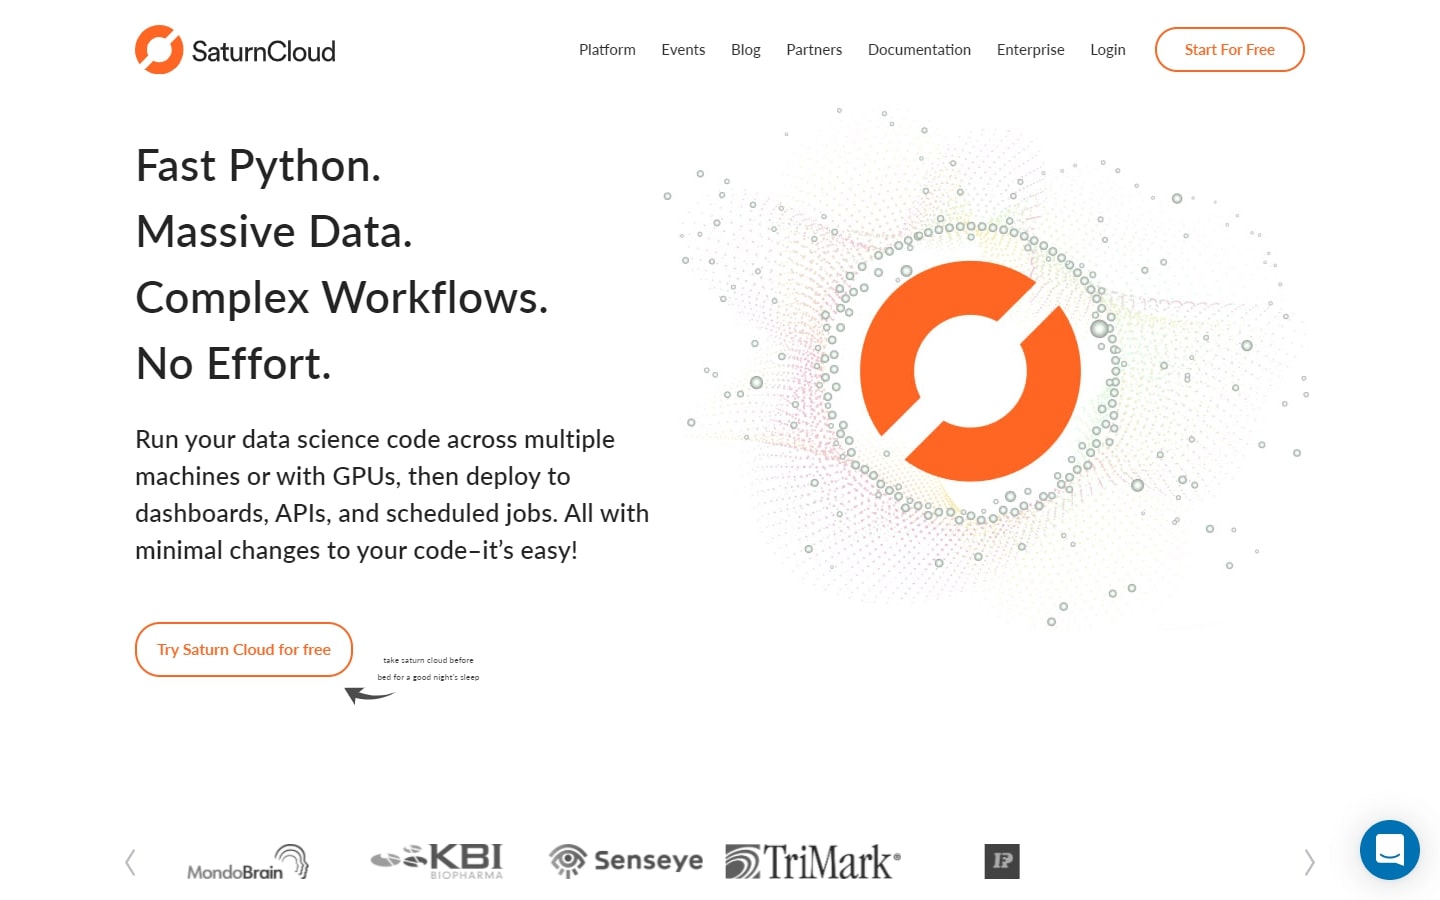 SaturnCloud
Platform Events Blog Partners Documentation Enterprise Login Start For Free
Fast Python.
Massive Data.
Complex Workflows.
No Effort.
Run your data science code across multiple
machines or with GPUs, then deploy to
dashboards, APIs, and scheduled jobs. All with
minimal changes to your code–it’s easy!
Try Saturn Cloud for free
take saturn cloud before
bed for a good night's sleep
MondoBrain
KBI
BIOPHARMA
Senseye
TriMark®